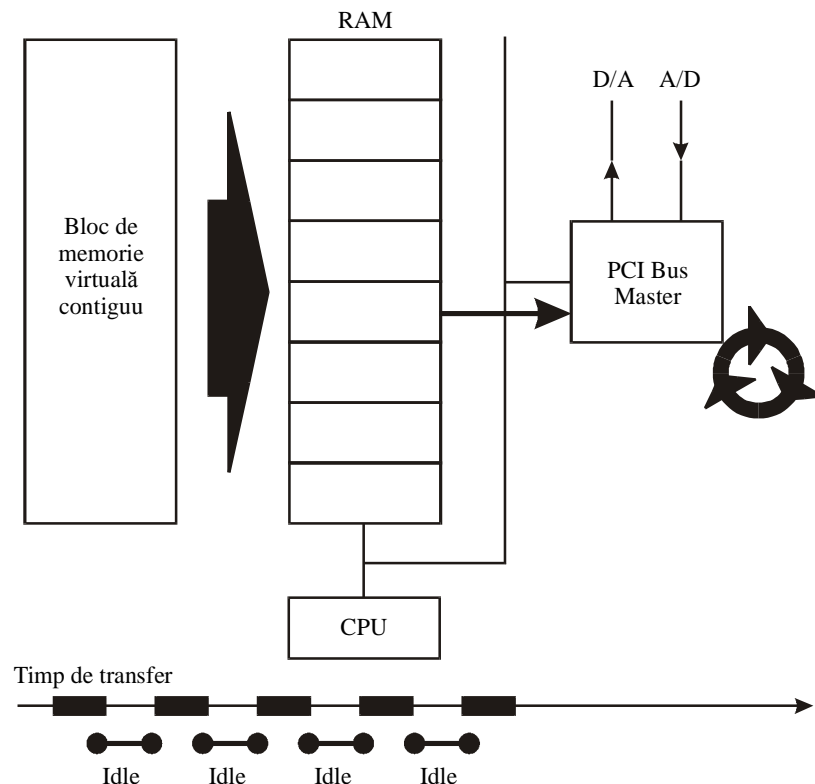 RAM
D/A
A/D
Bloc de
memorie
virtuală
contiguu
PCI Bus
Master
CPU
Timp de transfer
Idle
Idle
Idle
Idle